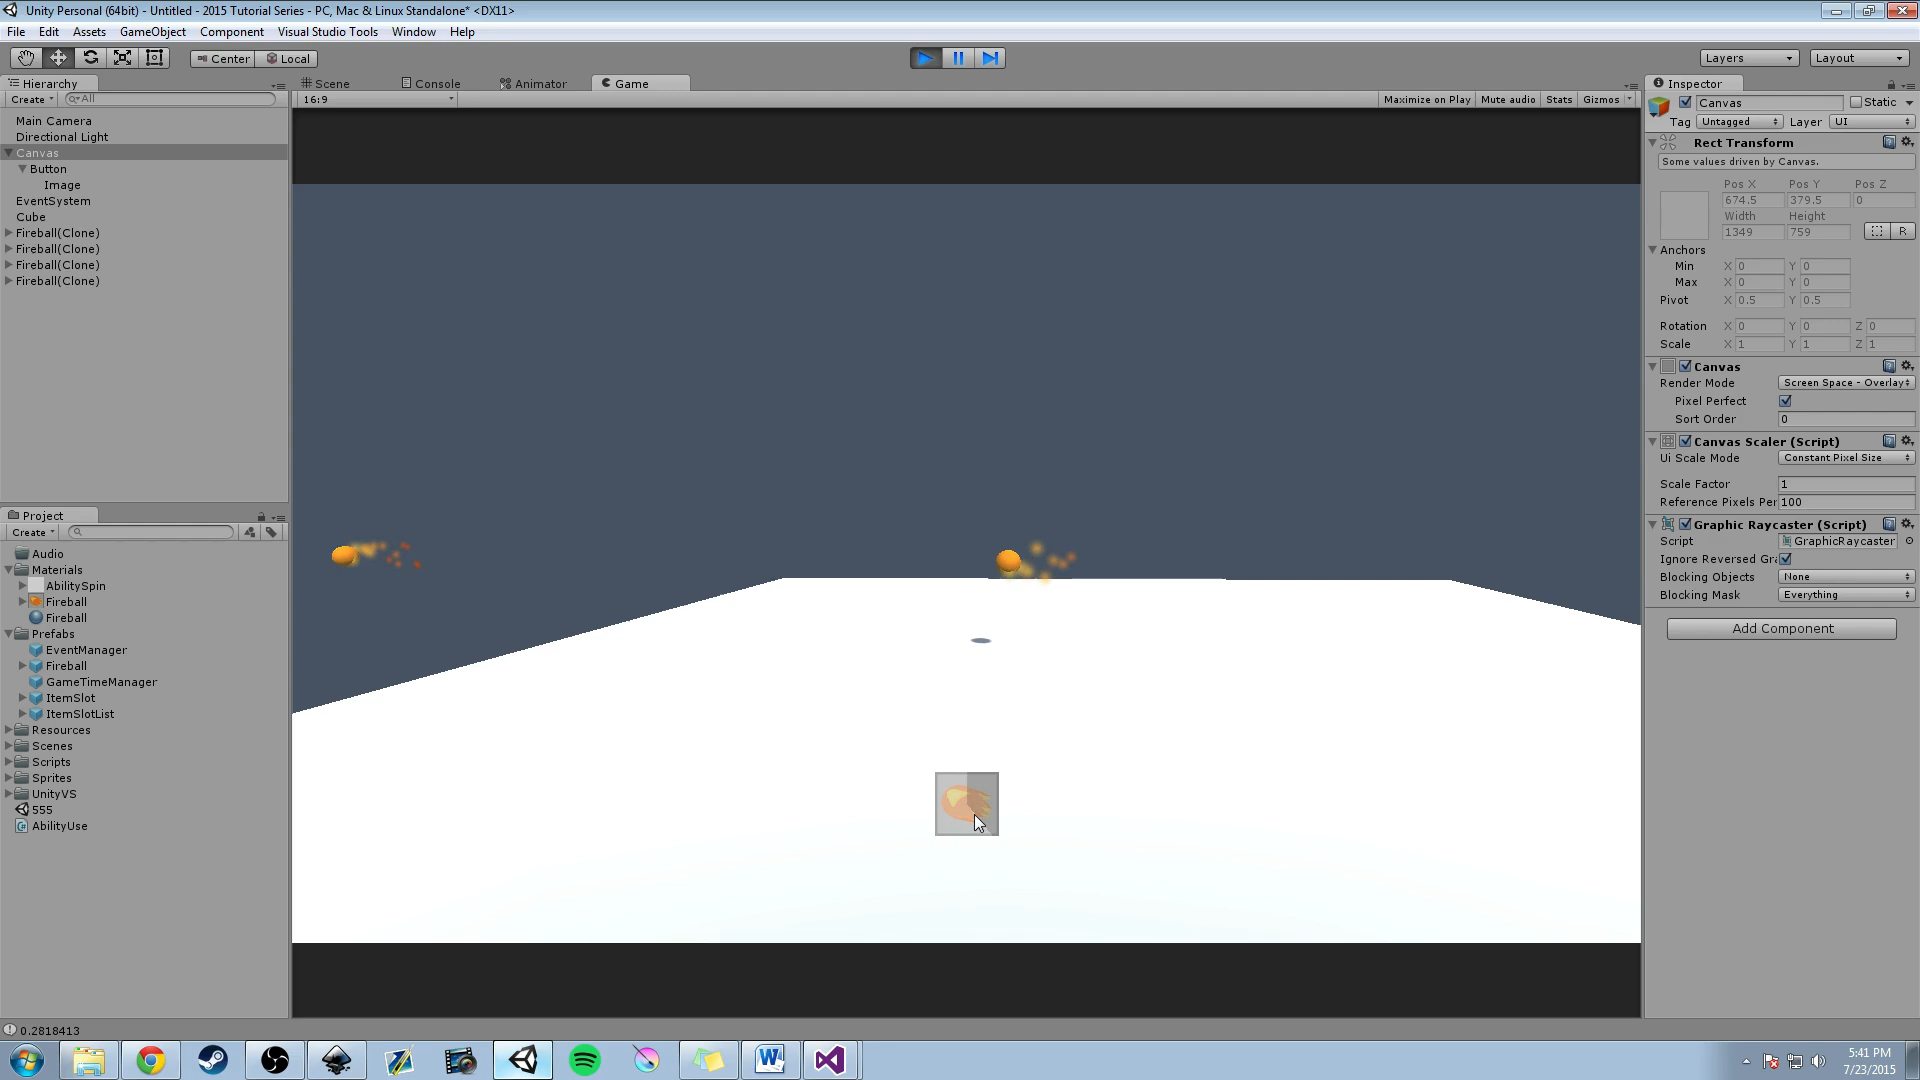 Unity Personal (64bit) - Untitled - 2015 Tutorial Series - PC, Mac & Linux Standalone* <DX11>
File Edit Assets GameObject Component Visual Studio Tools Window Help
Center Local Layers Layout
Hierarchy
Create All
Main Camera
Directional Light
Canvas
Button
Image
EventSystem
Cube
Fireball(Clone)
Fireball(Clone)
Fireball(Clone)
Fireball(Clone)
Project
Create
Audio
Materials
AbilitySpin
Fireball
Fireball
Prefabs
EventManager
Fireball
GameTimeManager
ItemSlot
ItemSlotList
Resources
Scenes
Scripts
Sprites
UnityVS
555
AbilityUse
Scene Console Animator Game
16:9 Maximize on Play Mute audio Stats Gizmos
Inspector
Canvas Static
Tag Untagged Layer UI
Rect Transform
Some values driven by Canvas.
Pos X Pos Y Pos Z
674.5 379.5 0
Width Height
1349 759
R
Anchors
Min X 0 Y 0
Max X 0 Y 0
Pivot X 0.5 Y 0.5
Rotation X 0 Y 0 Z 0
Scale X 1 Y 1 Z 1
Canvas
Render Mode Screen Space - Overlay
Pixel Perfect
Sort Order 0
Canvas Scaler (Script)
Ui Scale Mode Constant Pixel Size
Scale Factor 1
Reference Pixels Per 100
Graphic Raycaster (Script)
Script GraphicRaycaster
Ignore Reversed Gra
Blocking Objects None
Blocking Mask Everything
Add Component
0.2818413
5:41 PM
7/23/2015